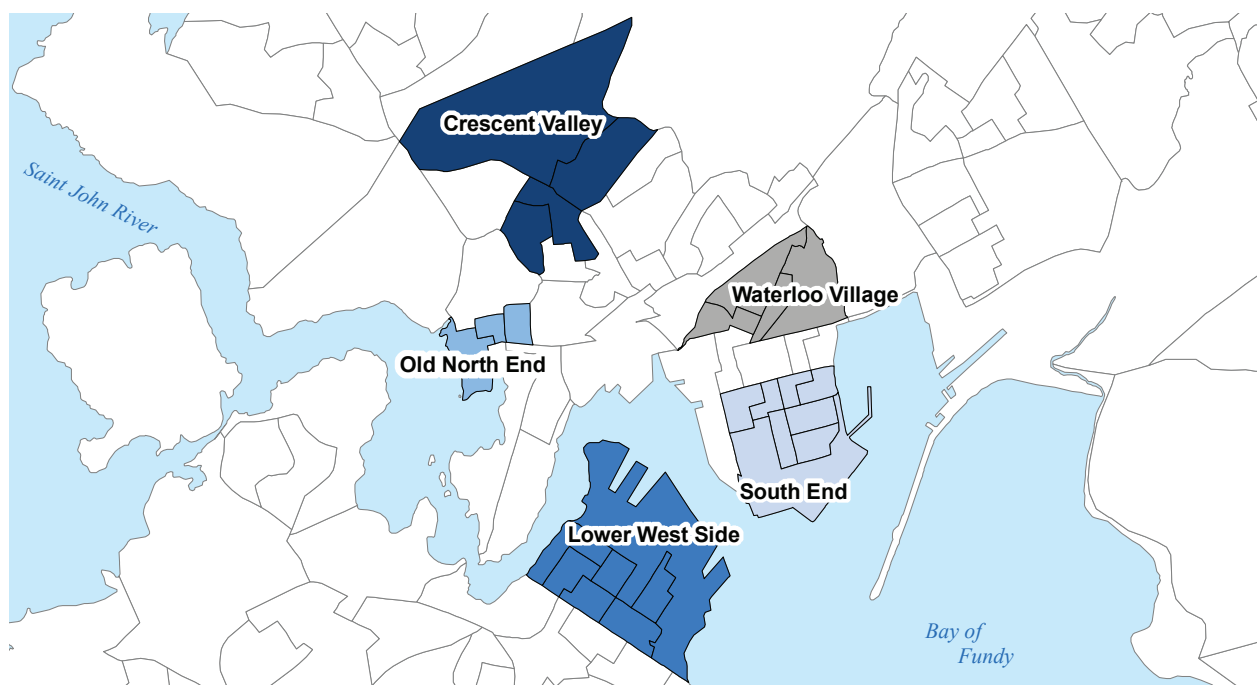 Crescent Valley
Saint John River
Waterloo Village
Old North End
South End
Lower West Side
Bay of
Fundy